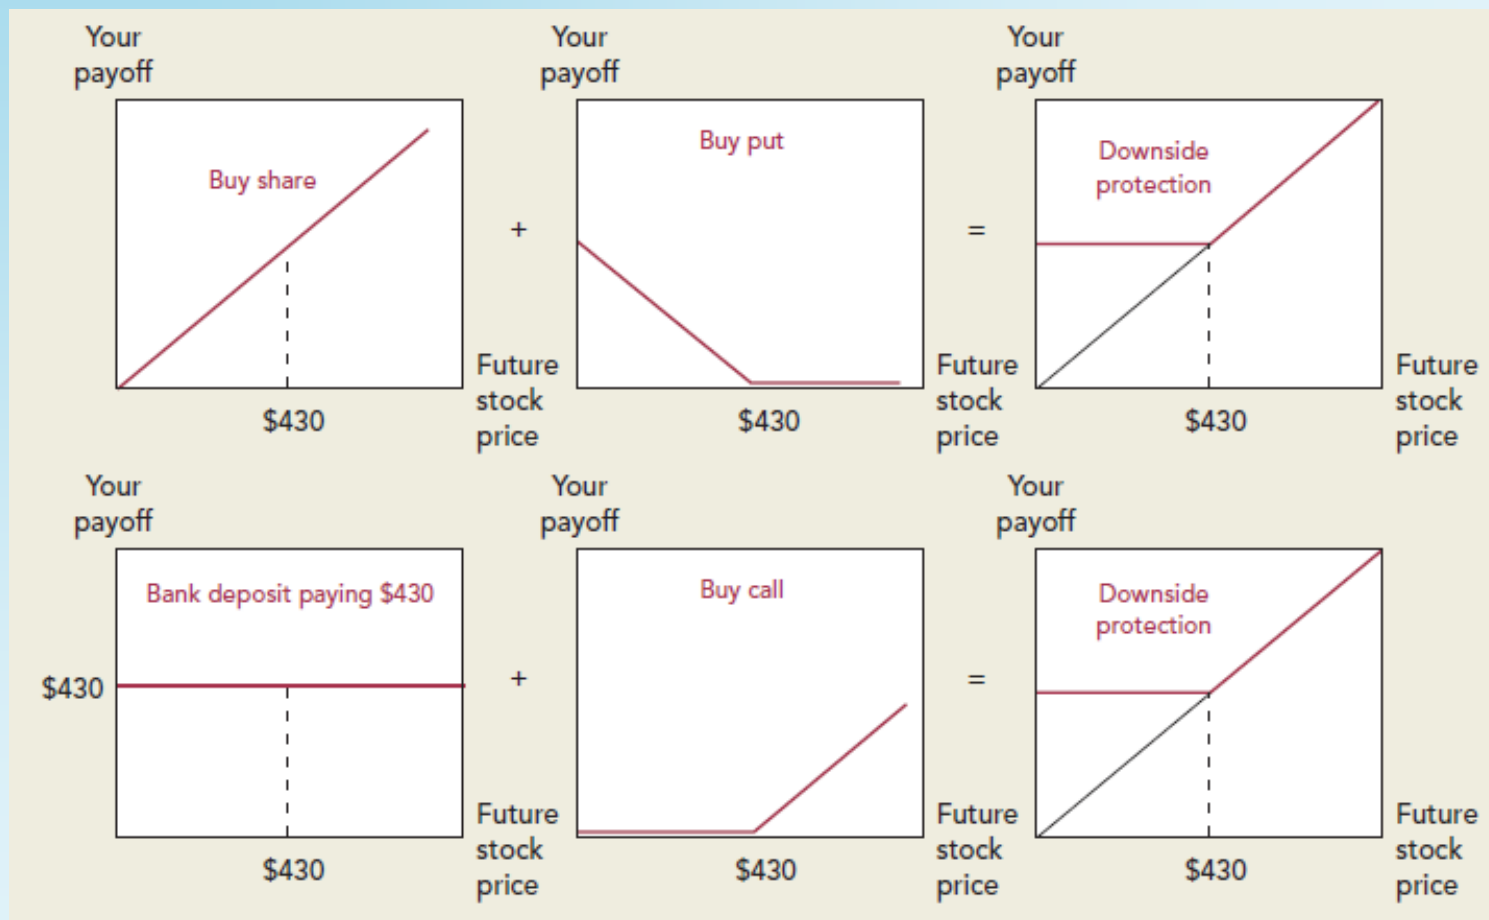 Your
payoff
Your
payoff
Your
payoff
Buy share
+
Buy put
=
Downside
protection
$430
Future
stock
price
$430
Future
stock
price
$430
Future
stock
price
Your
payoff
Your
payoff
Your
payoff
Bank deposit paying $430
$430
+
Buy call
=
Downside
protection
$430
Future
stock
price
$430
Future
stock
price
$430
Future
stock
price